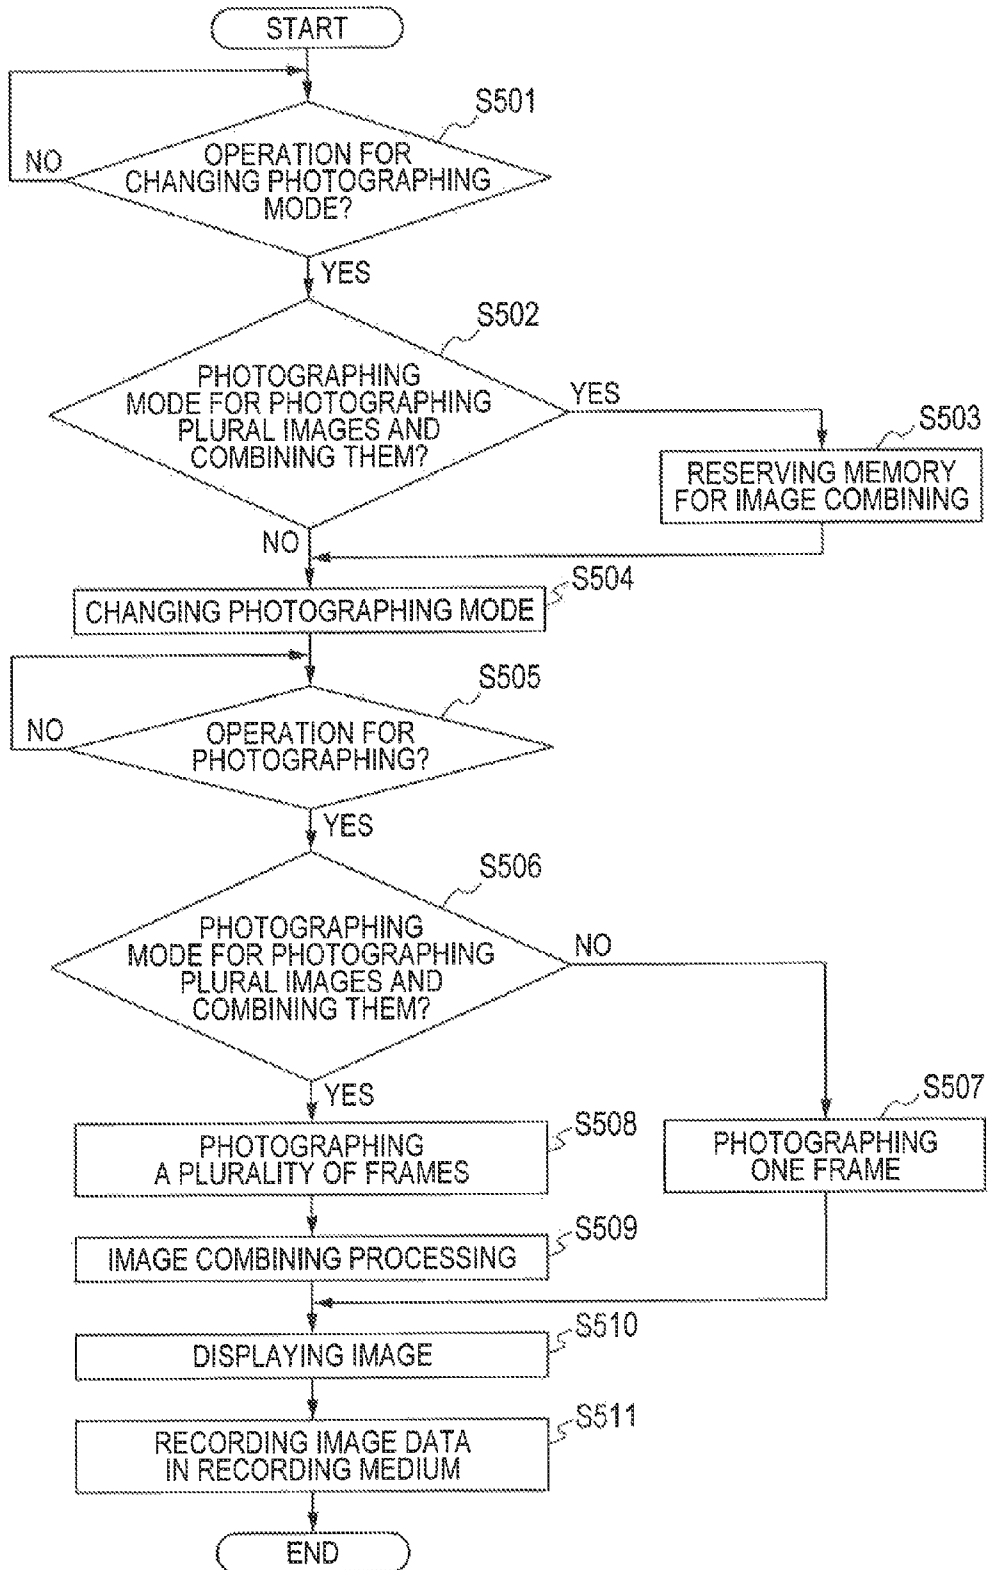 START
S501
OPERATION FOR
CHANGING PHOTOGRAPHING
MODE?
NO
YES
S502
PHOTOGRAPHING
MODE FOR PHOTOGRAPHING
PLURAL IMAGES AND
COMBINING THEM?
YES
S503
RESERVING MEMORY
FOR IMAGE COMBINING
NO
S504
CHANGING PHOTOGRAPHING MODE
S505
OPERATION FOR
PHOTOGRAPHING?
NO
YES
S506
PHOTOGRAPHING
MODE FOR PHOTOGRAPHING
PLURAL IMAGES AND
COMBINING THEM?
NO
YES
S507
PHOTOGRAPHING
ONE FRAME
S508
PHOTOGRAPHING
A PLURALITY OF FRAMES
S509
IMAGE COMBINING PROCESSING
S510
DISPLAYING IMAGE
S511
RECORDING IMAGE DATA
IN RECORDING MEDIUM
END